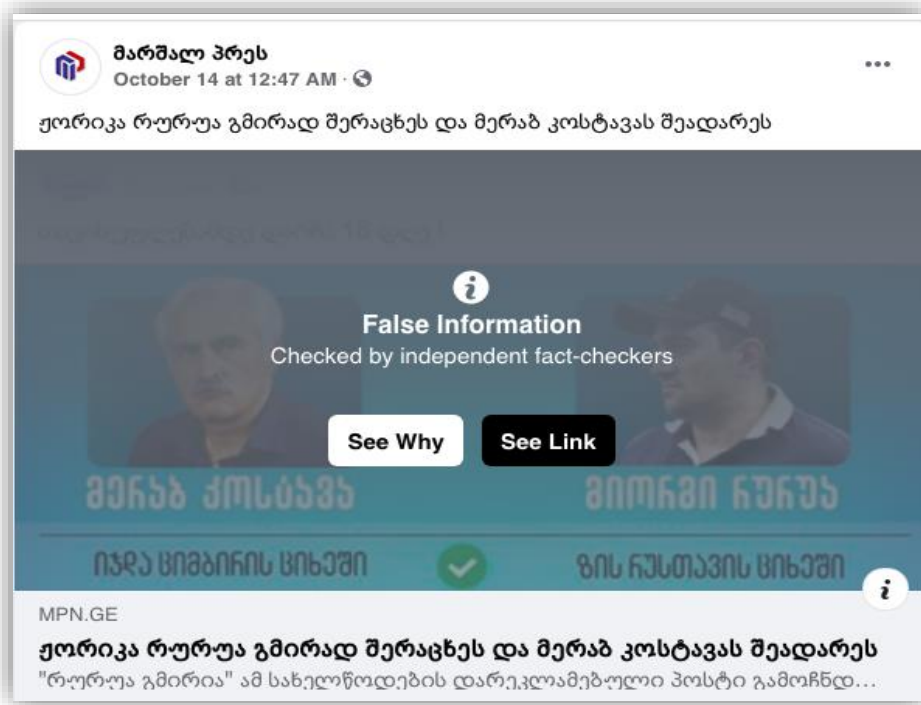 მარშალ პრეს
October 14 at 12:47 AM ·
ჟორიკა რურუა გმირად შერაცხეს და მერაბ კოსტავას შეადარეს
False Information
Checked by independent fact-checkers
See Why See Link
მერაბ კოსტავა გიორგი რურუა
იჯდა ციმბირის ციხეში ზის რუსთავის ციხეში
MPN.GE
ჟორიკა რურუა გმირად შერაცხეს და მერაბ კოსტავას შეადარეს
"რურუა გმირია" ამ სახელწოდების დარეკლამებული პოსტი გამოჩნდ...